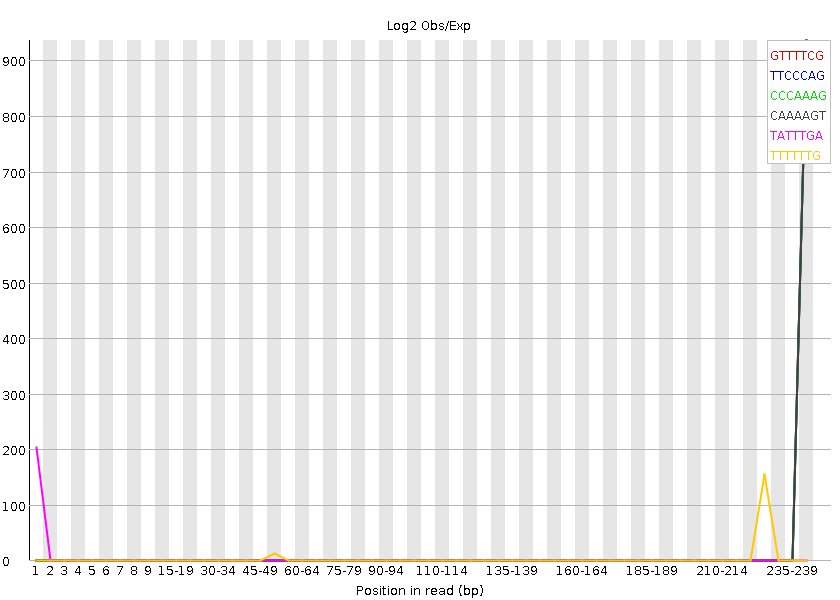 Log2 Obs/Exp
900
800
700
600
500
400
300
200
100
0
GTTTTCG
TTCCCAG
CCCAAAG
CAAAAGT
TATTTGA
TTTTTTG
1 2 3 4 5 6 7 8 9 15-19 30-34 45-49 60-64 75-79 90-94 110-114 135-139 160-164 185-189 210-214 235-239
Position in read (bp)